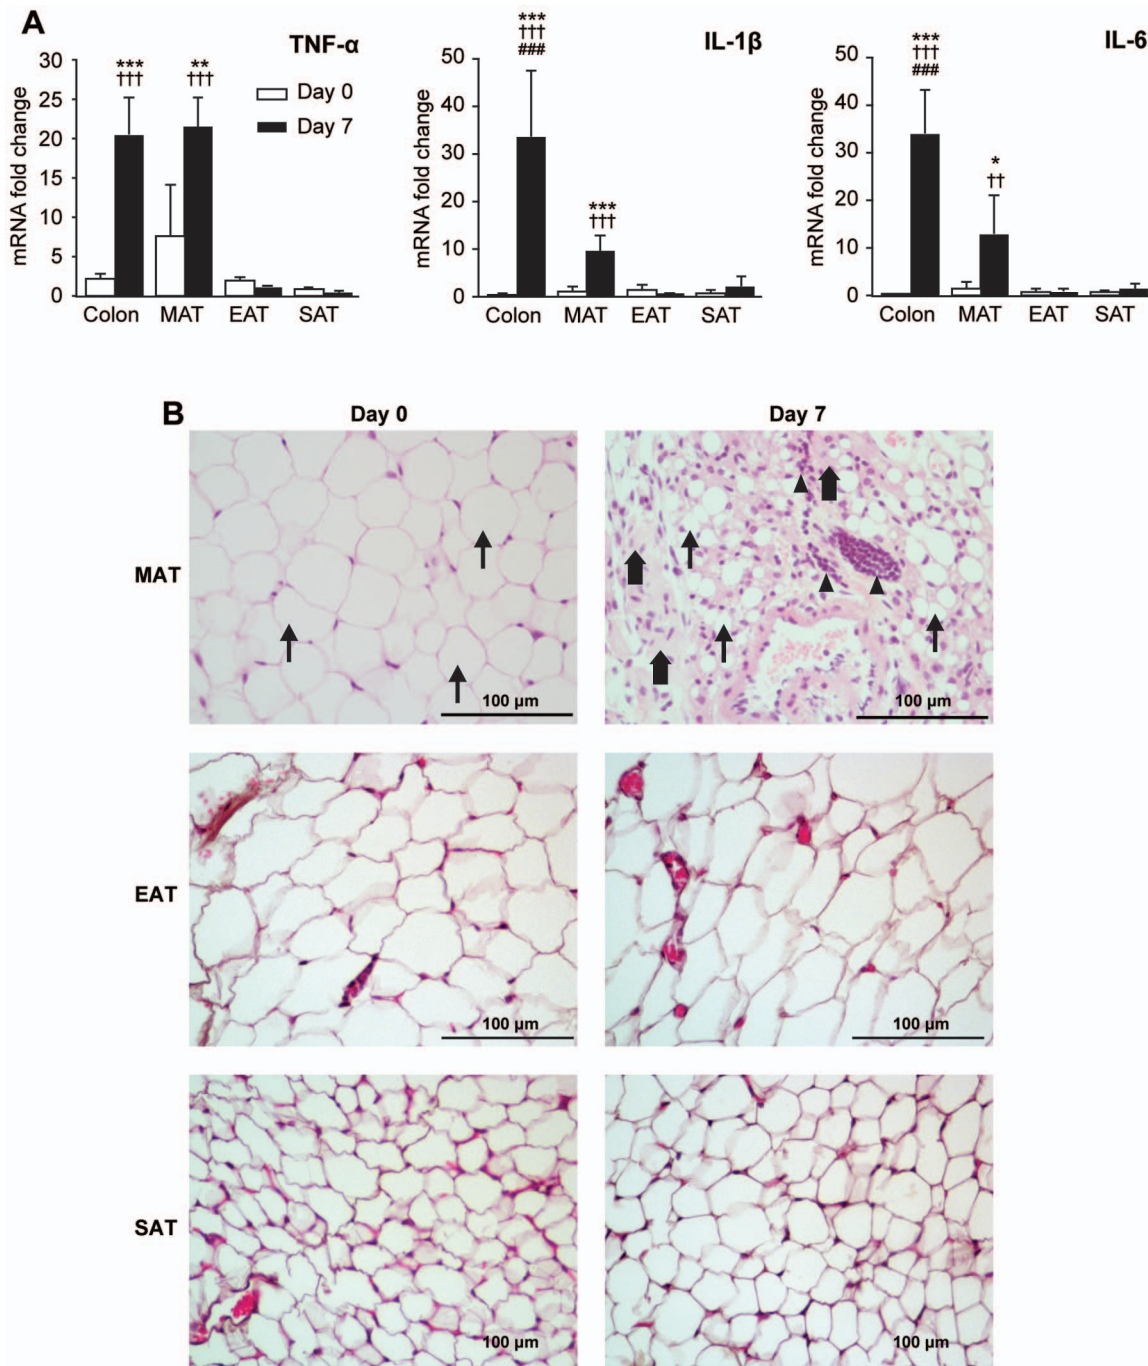 A
TNF-α
mRNA fold change
30
25
20
15
10
5
0
***
†††
**
†††
Day 0
Day 7
Colon MAT EAT SAT
IL-1β
mRNA fold change
50
40
30
20
10
0
***
†††
###
***
†††
Colon MAT EAT SAT
IL-6
mRNA fold change
50
40
30
20
10
0
***
†††
###
*
††
Colon MAT EAT SAT
B
Day 0 Day 7
MAT
100 µm
100 µm
EAT
100 µm
100 µm
SAT
100 µm
100 µm